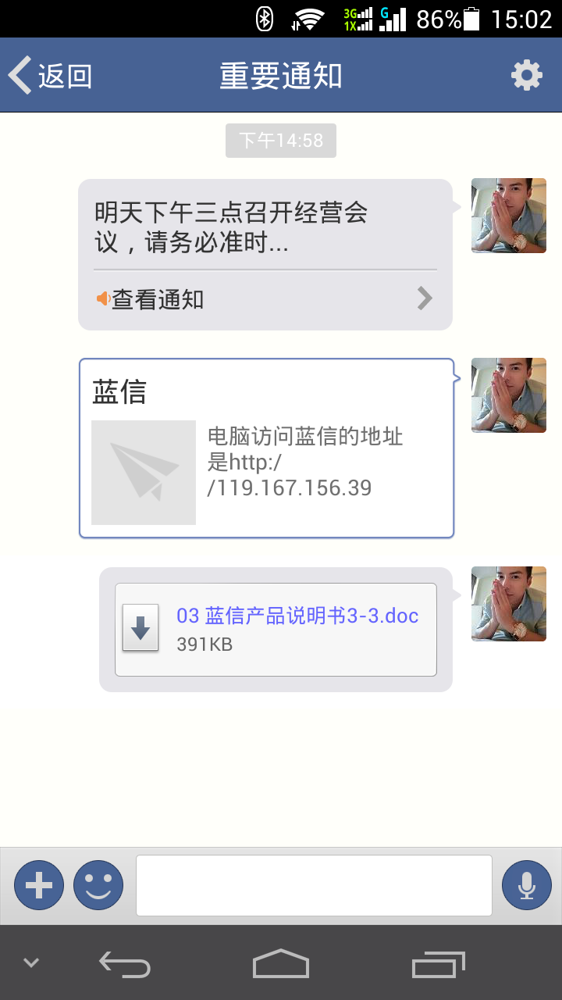 3G
1X
G
86%
15:02
返回
重要通知
下午14:58
明天下午三点召开经营会
议，请务必准时...
查看通知
蓝信
电脑访问蓝信的地址
是http:/
/119.167.156.39
03 蓝信产品说明书3-3.doc
391KB